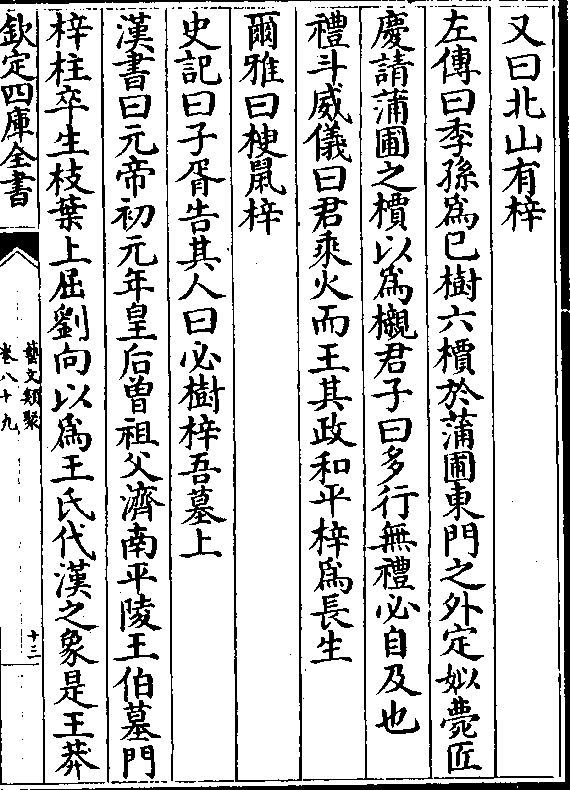 又曰北山有梓
左傳曰季孫爲已樹六檟於蒲圃東門之外定姒薨匠
慶請蒲圃之檟以爲櫬君子曰多行無禮必自及也
禮斗威儀曰君乘火而王其政和平梓爲長生
爾雅曰楰鼠梓
史記曰子胥告其人曰必樹梓吾墓上
漢書曰元帝初元年皇后曾祖父濟南平陵王伯墓門
梓柱卒生枝葉上屈劉向以爲王氏代漢之象是王莽
欽定四庫全書
藝文類聚
卷八十九
十三